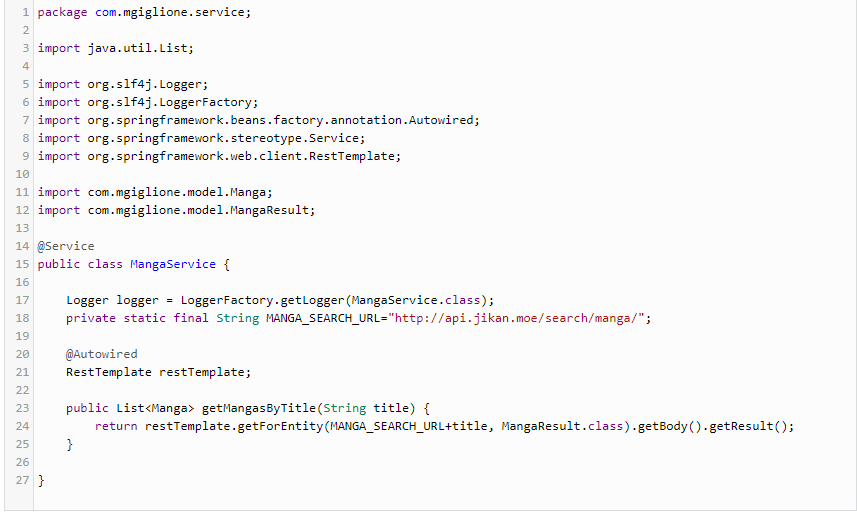 1 package com.mgiglione.service;
2
3 import java.util.List;
4
5 import org.slf4j.Logger;
6 import org.slf4j.LoggerFactory;
7 import org.springframework.beans.factory.annotation.Autowired;
8 import org.springframework.stereotype.Service;
9 import org.springframework.web.client.RestTemplate;
10
11 import com.mgiglione.model.Manga;
12 import com.mgiglione.model.MangaResult;
13
14 @Service
15 public class MangaService {
16
17     Logger logger = LoggerFactory.getLogger(MangaService.class);
18     private static final String MANGA_SEARCH_URL="http://api.jikan.moe/search/manga/";
19
20     @Autowired
21     RestTemplate restTemplate;
22
23     public List<Manga> getMangasByTitle(String title) {
24         return restTemplate.getForEntity(MANGA_SEARCH_URL+title, MangaResult.class).getBody().getResult();
25     }
26
27 }